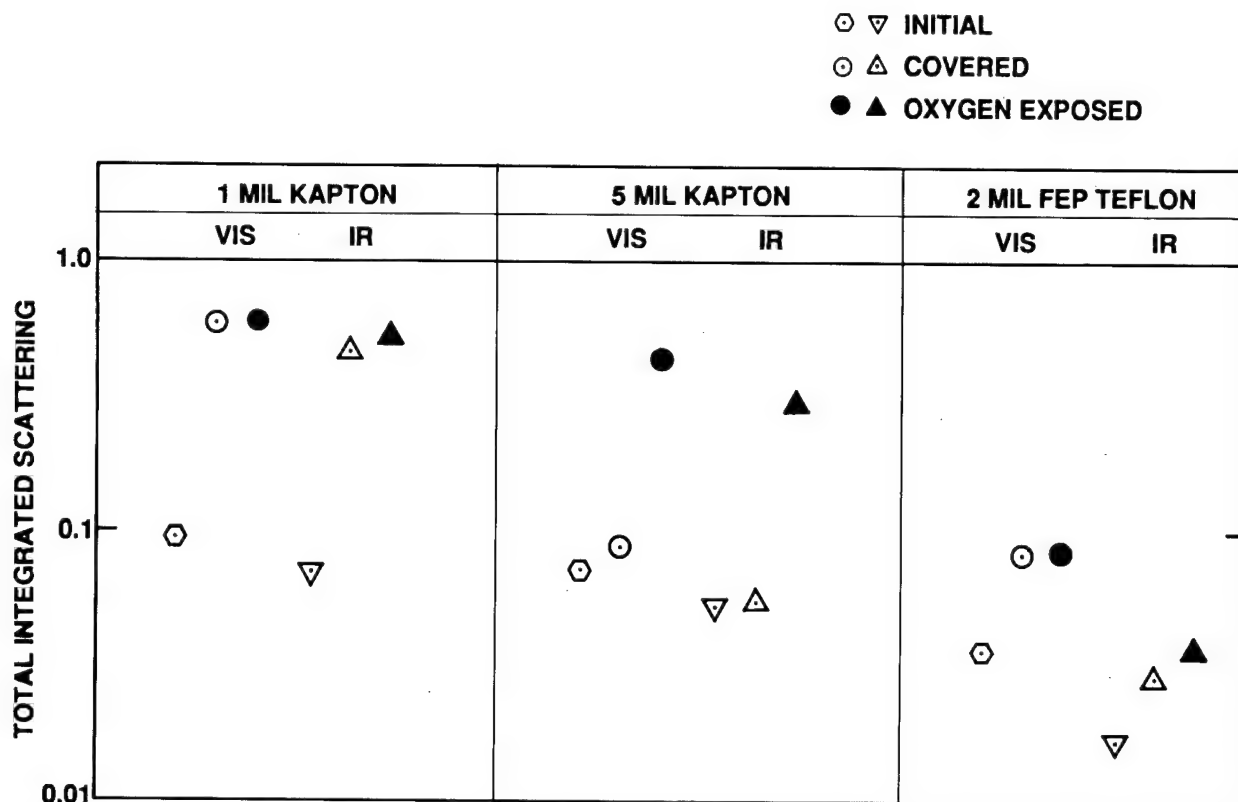 INITIAL
COVERED
OXYGEN EXPOSED
1 MIL KAPTON 5 MIL KAPTON 2 MIL FEP TEFLON
VIS IR VIS IR VIS IR
1.0
0.1
0.01
TOTAL INTEGRATED SCATTERING